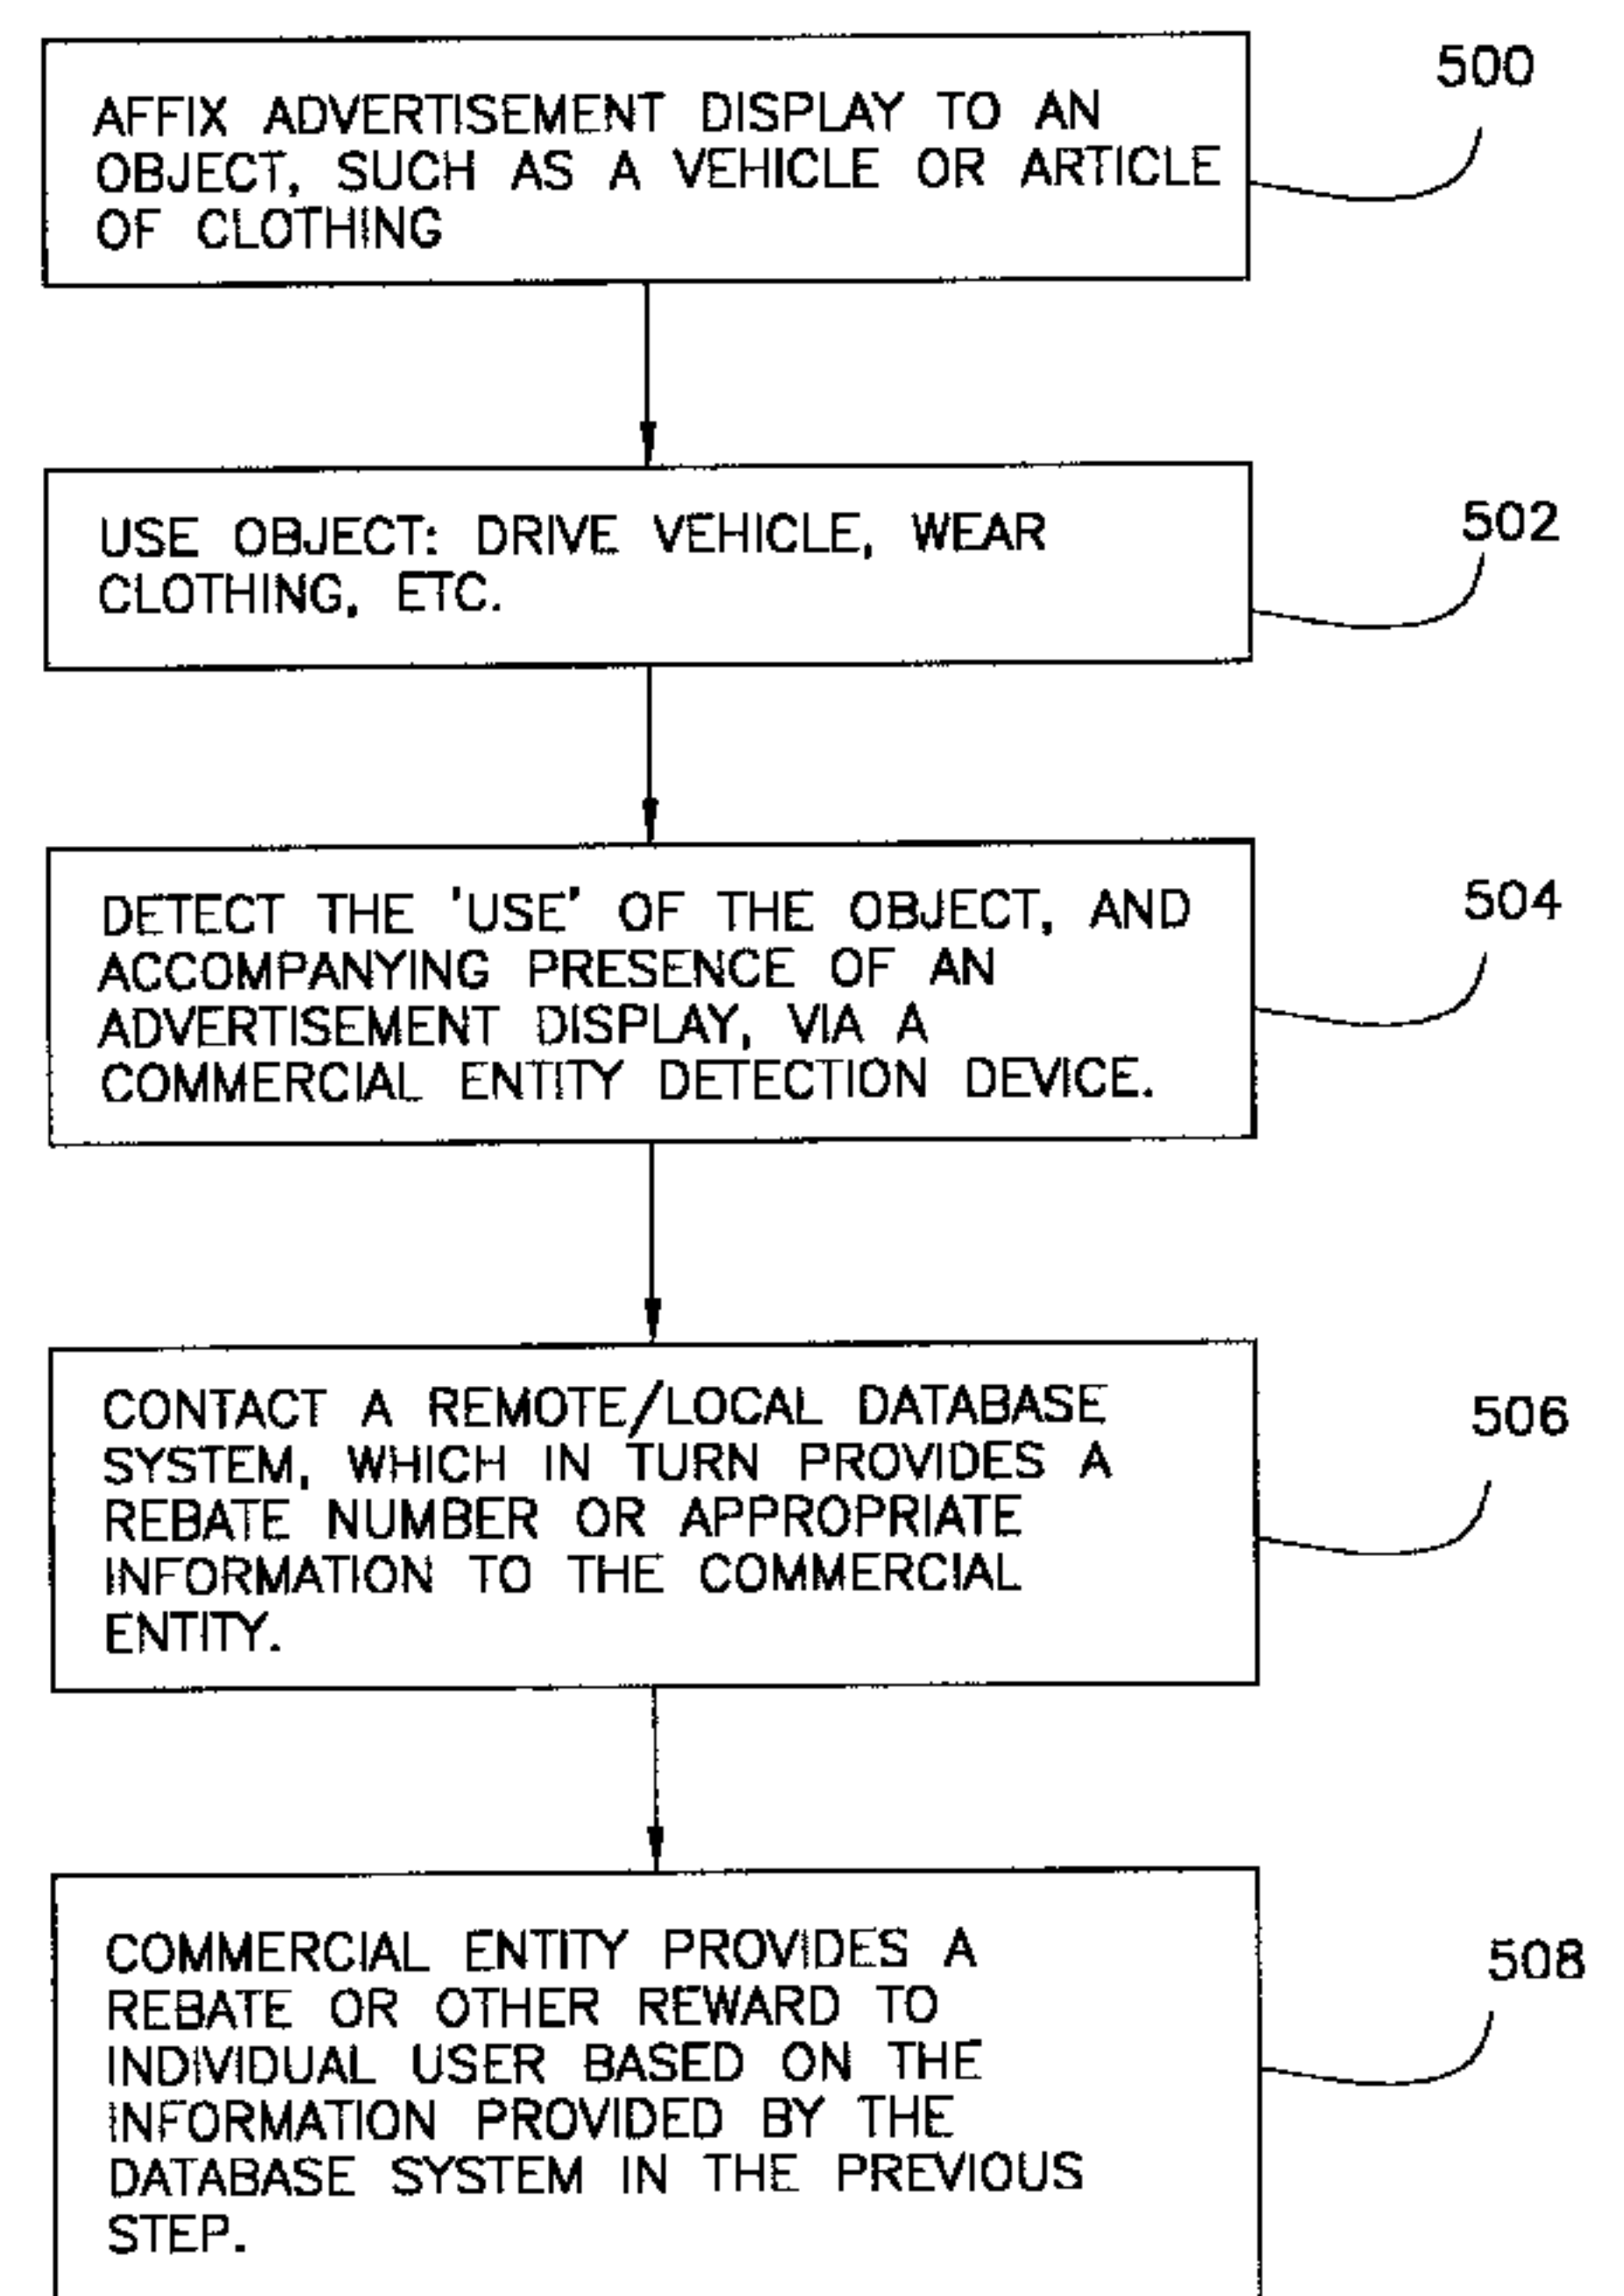 500
AFFIX ADVERTISEMENT DISPLAY TO AN
OBJECT, SUCH AS A VEHICLE OR ARTICLE
OF CLOTHING
502
USE OBJECT: DRIVE VEHICLE, WEAR
CLOTHING, ETC.
504
DETECT THE 'USE' OF THE OBJECT, AND
ACCOMPANYING PRESENCE OF AN
ADVERTISEMENT DISPLAY, VIA A
COMMERCIAL ENTITY DETECTION DEVICE.
506
CONTACT A REMOTE/LOCAL DATABASE
SYSTEM, WHICH IN TURN PROVIDES A
REBATE NUMBER OR APPROPRIATE
INFORMATION TO THE COMMERCIAL
ENTITY.
508
COMMERCIAL ENTITY PROVIDES A
REBATE OR OTHER REWARD TO
INDIVIDUAL USER BASED ON THE
INFORMATION PROVIDED BY THE
DATABASE SYSTEM IN THE PREVIOUS
STEP.